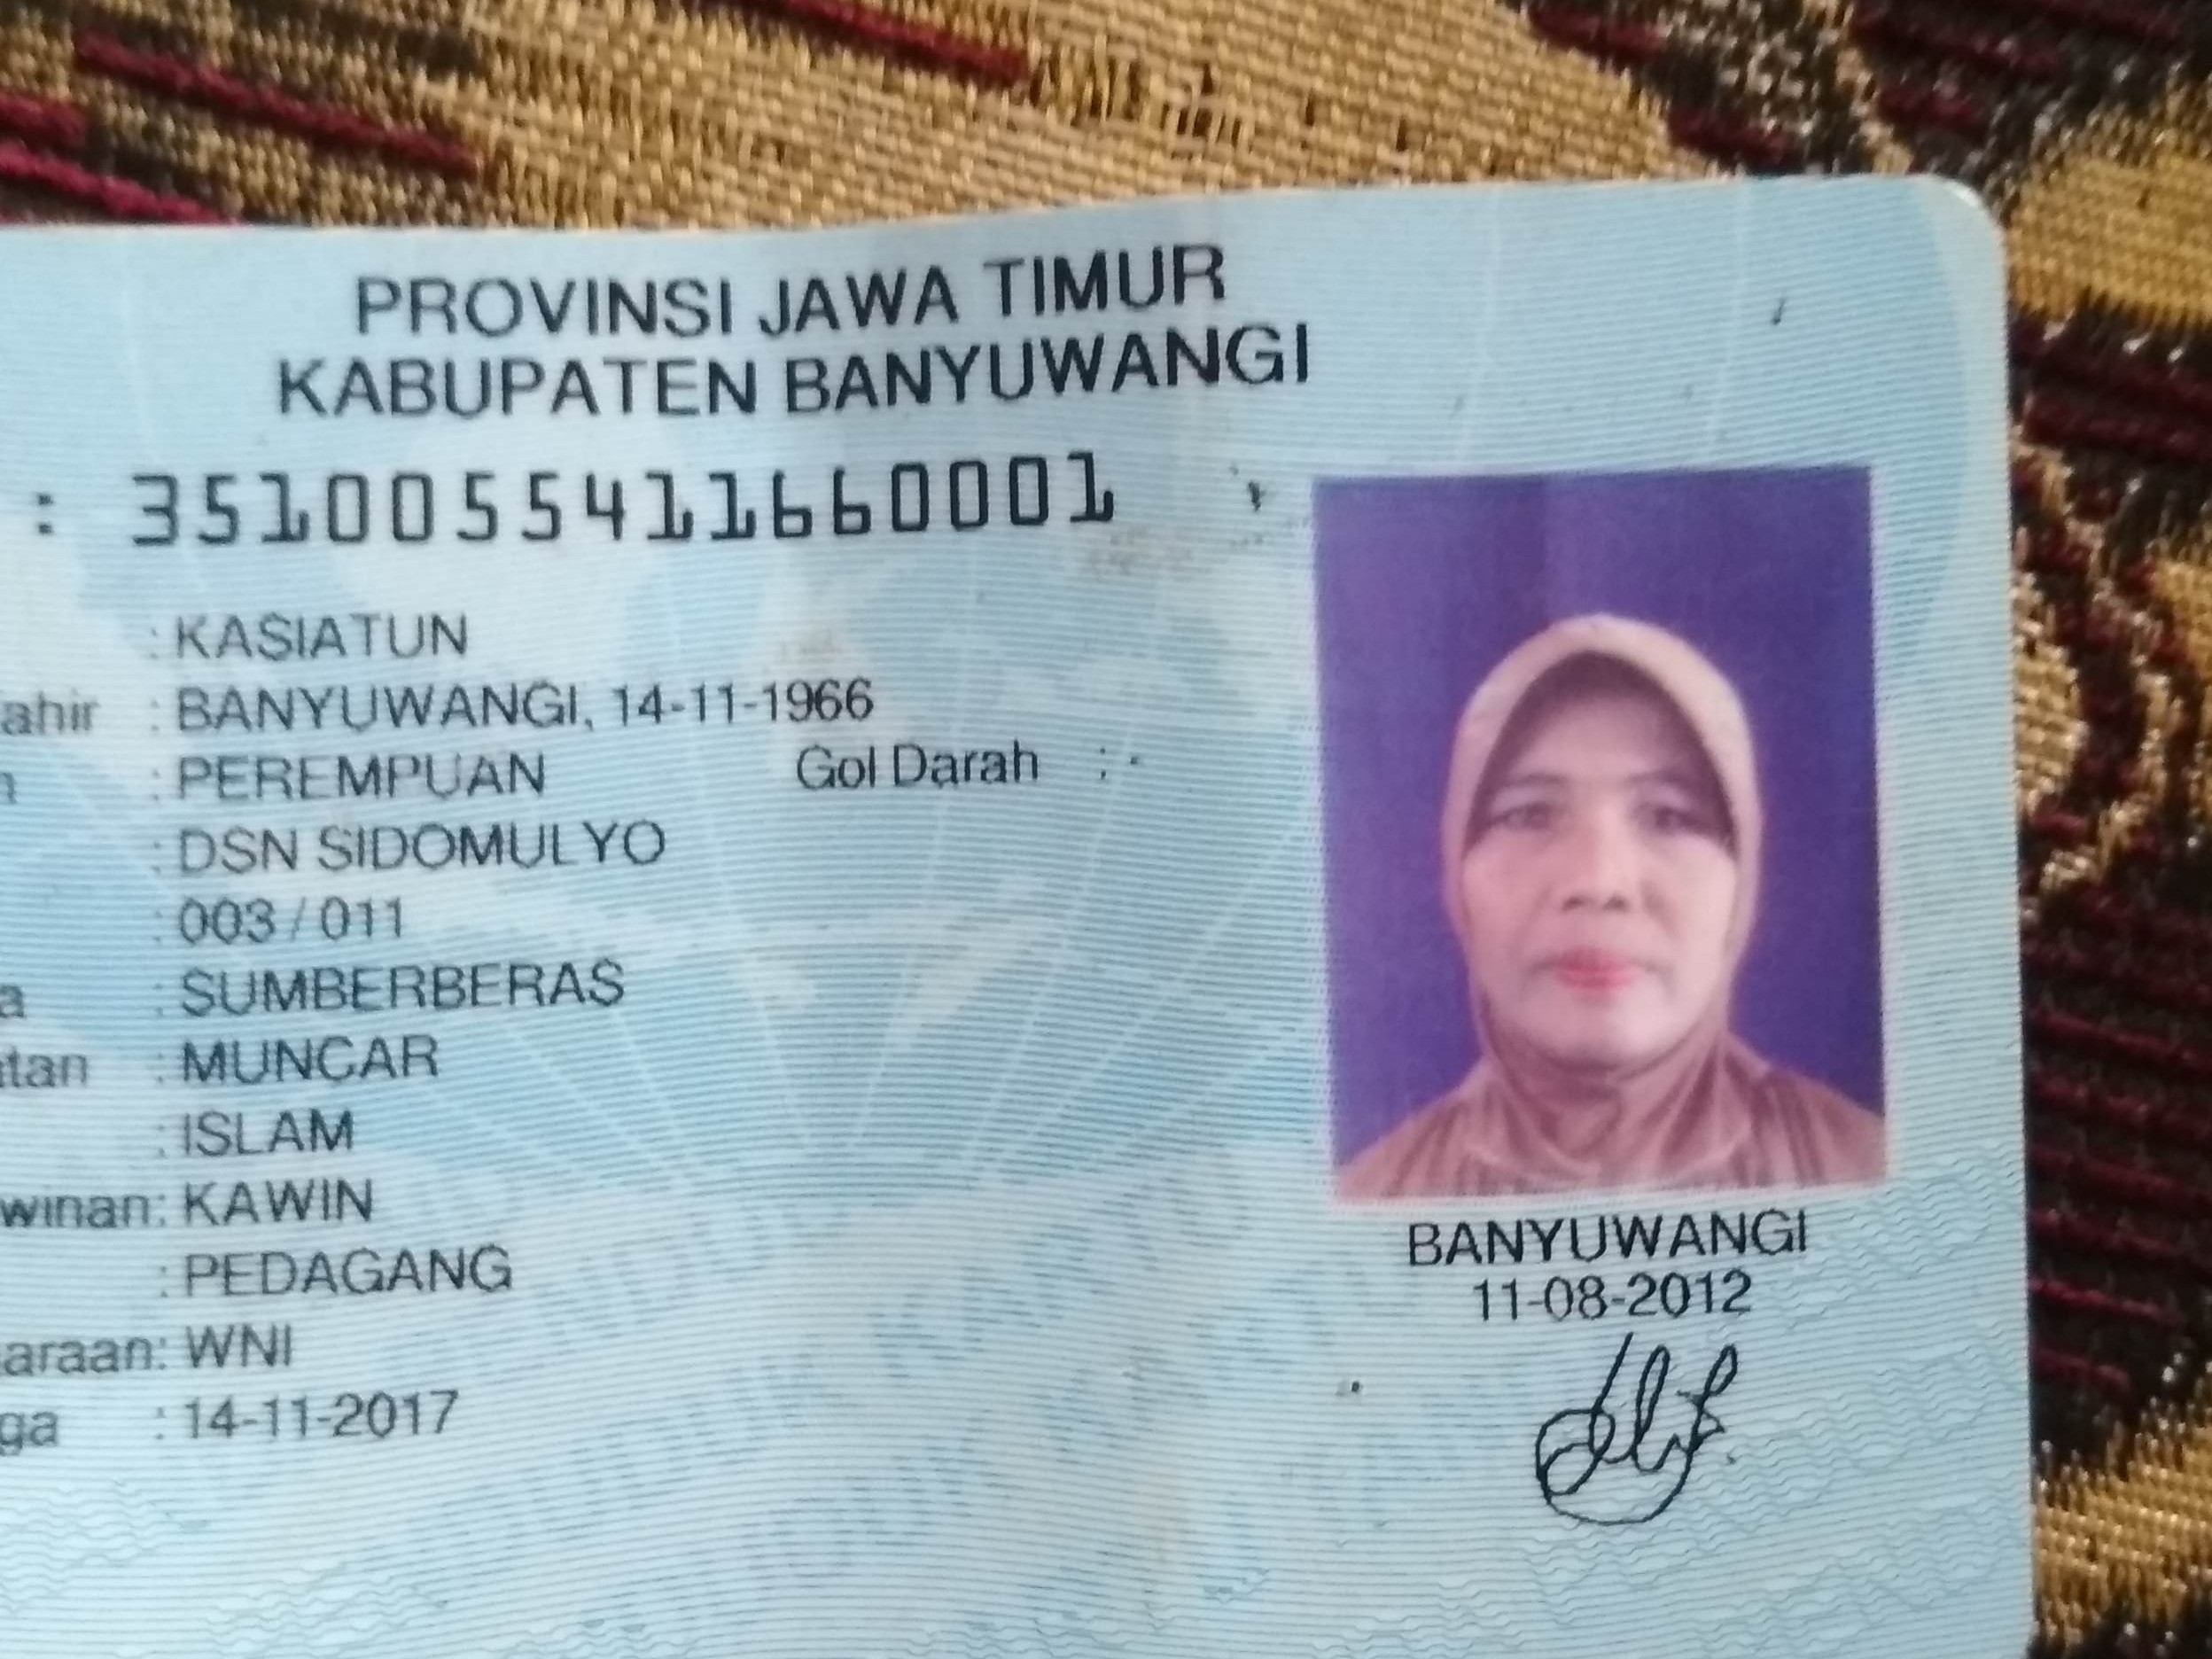 PROVINSI JAWA TIMUR
KABUPATEN BANYUWANGI
: 3510055411660001
: KASIATUN
ahir : BANYUWANGI, 14-11-1966
n : PEREMPUAN Gol Darah : -
: DSN SIDOMULYO
: 003 / 011
a : SUMBERBERAS
atan : MUNCAR
: ISLAM
winan: KAWIN
: PEDAGANG
araan: WNI
ga : 14-11-2017
BANYUWANGI
11-08-2012